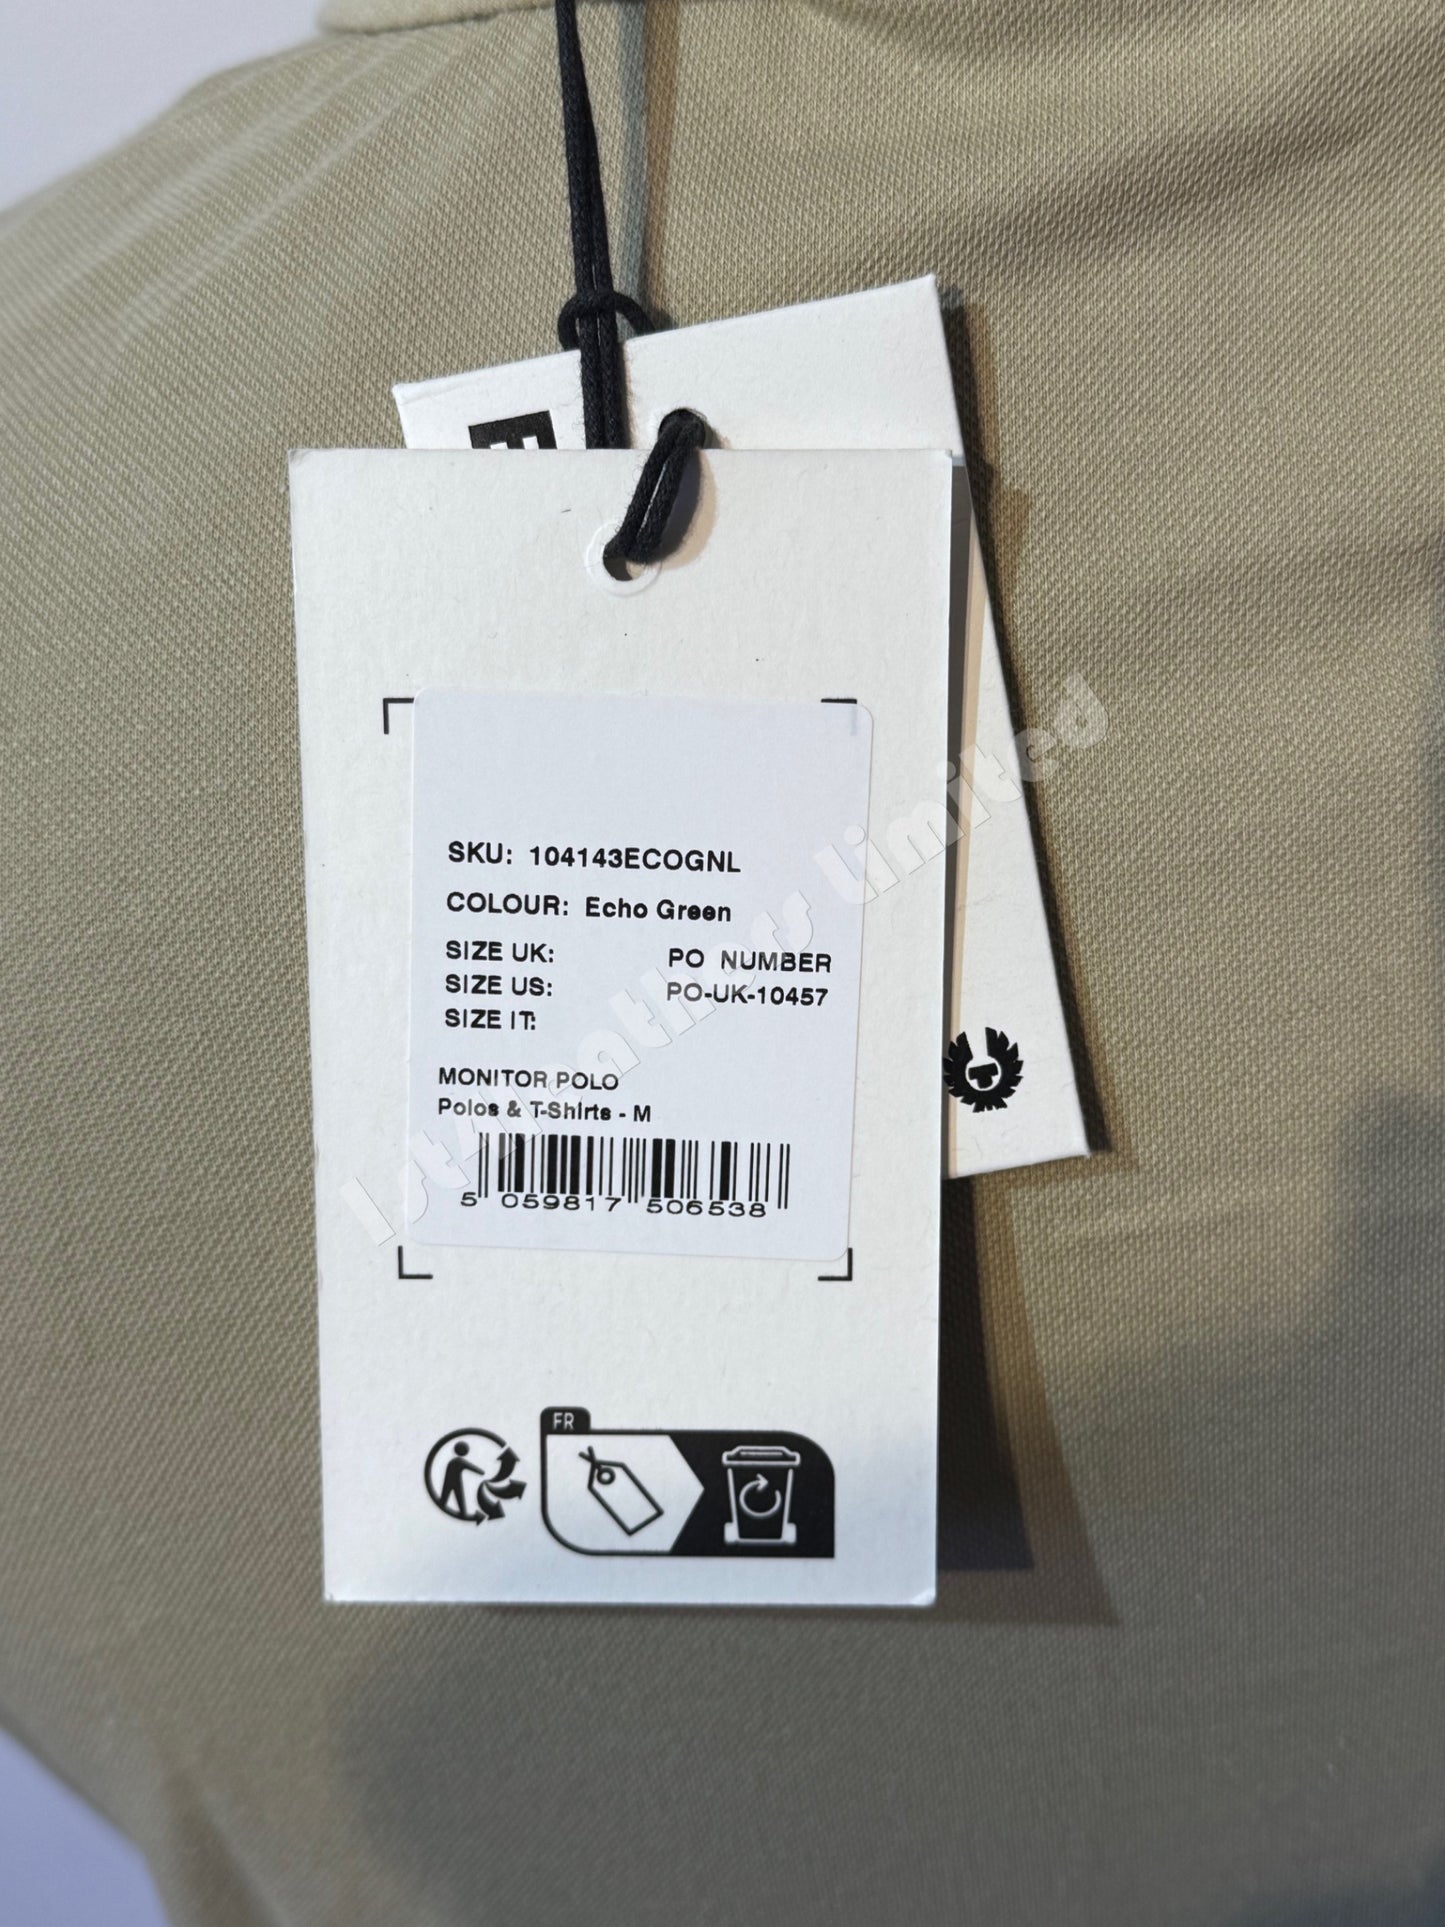 SKU: 104143ECOGNL
COLOUR: Echo Green
SIZE UK: PO NUMBER
SIZE US: PO-UK-10457
SIZE IT:
MONITOR POLO
Polos & T-Shirts - M
5 059817 506538
FR